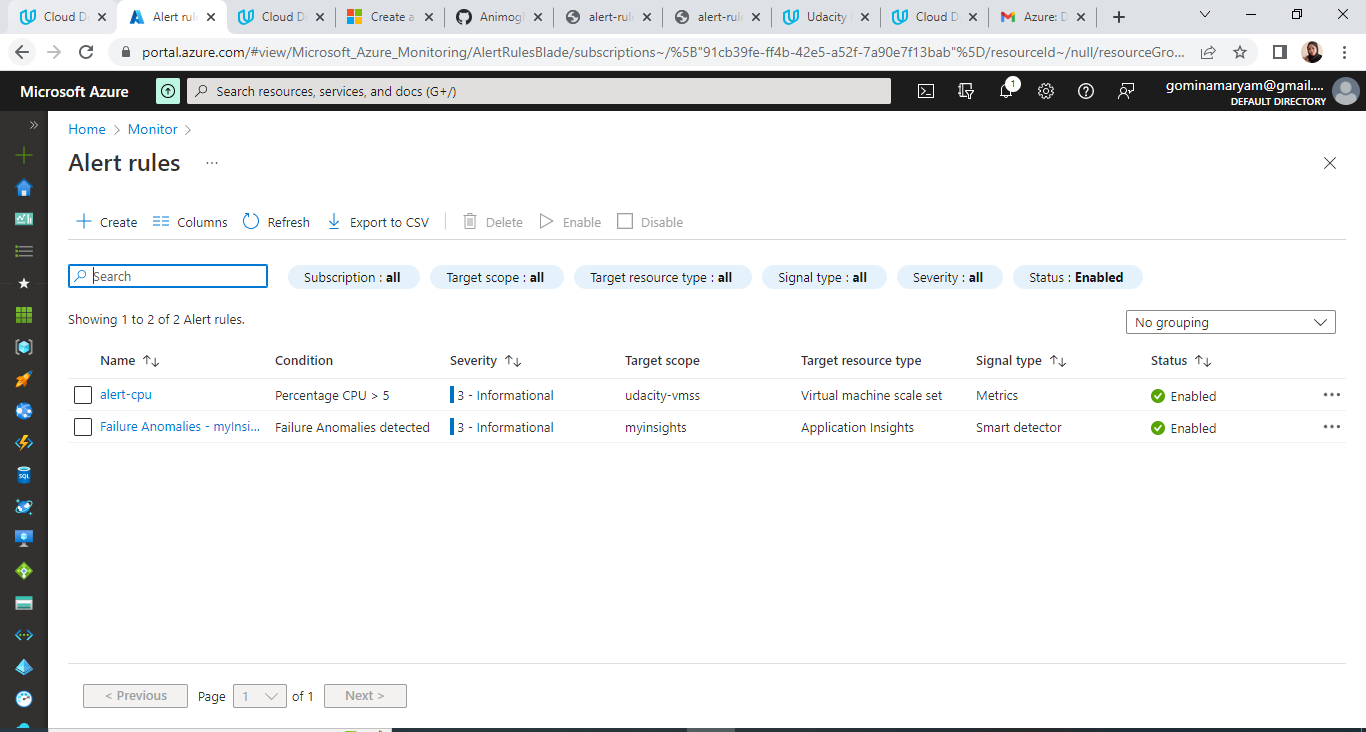 Cloud D
Alert rul
Cloud D
Create a
Animog
alert-rul
alert-rul
Udacity
Cloud D
Azure: D
portal.azure.com/#view/Microsoft_Azure_Monitoring/AlertRulesBlade/subscriptions~/%5B"91cb39fe-ff4b-42e5-a52f-7a90e7f13bab"%5D/resourceId~/null/resourceGro...
Microsoft Azure
Search resources, services, and docs (G+/)
1
gominamaryam@gmail....
DEFAULT DIRECTORY
Home > Monitor >
Alert rules ...
Create Columns Refresh Export to CSV Delete Enable Disable
Search
Subscription : all
Target scope : all
Target resource type : all
Signal type : all
Severity : all
Status : Enabled
Showing 1 to 2 of 2 Alert rules.
No grouping
Name Condition Severity Target scope Target resource type Signal type Status
alert-cpu Percentage CPU > 5 3 - Informational udacity-vmss Virtual machine scale set Metrics Enabled
Failure Anomalies - myInsi... Failure Anomalies detected 3 - Informational myinsights Application Insights Smart detector Enabled
SQL
< Previous Page 1 of 1 Next >